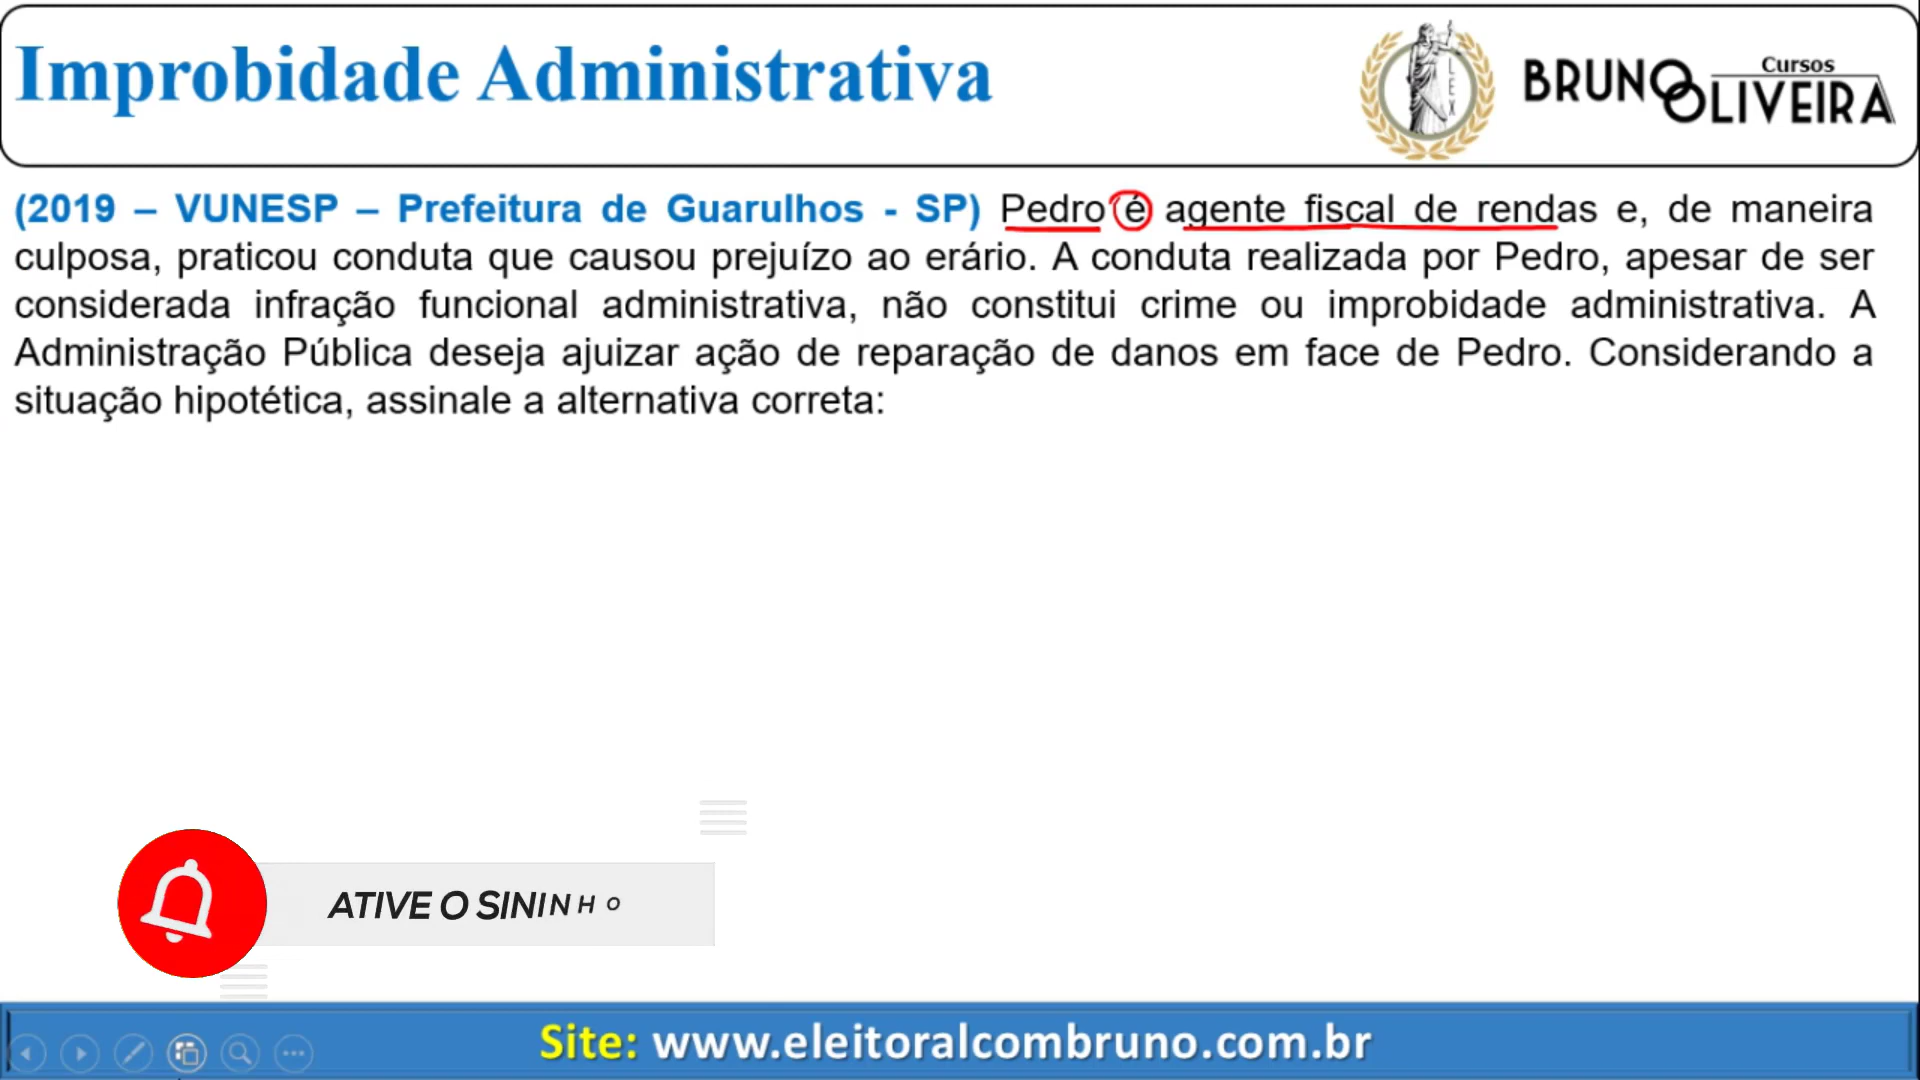 Improbidade Administrativa
LEX
Cursos
BRUNO OLIVEIRA
(2019 – VUNESP – Prefeitura de Guarulhos - SP) Pedro é agente fiscal de rendas e, de maneira
culposa, praticou conduta que causou prejuízo ao erário. A conduta realizada por Pedro, apesar de ser
considerada infração funcional administrativa, não constitui crime ou improbidade administrativa. A
Administração Pública deseja ajuizar ação de reparação de danos em face de Pedro. Considerando a
situação hipotética, assinale a alternativa correta:
ATIVE O SININHO
Site: www.eleitoralcombruno.com.br